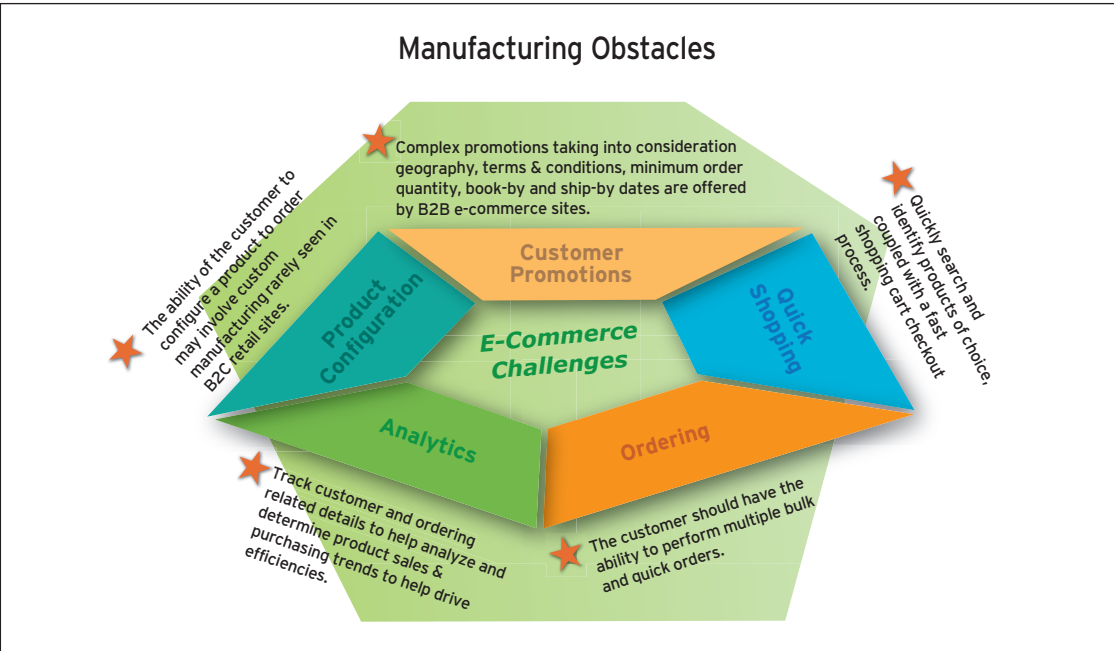 Manufacturing Obstacles
Complex promotions taking into consideration
geography, terms & conditions, minimum order
quantity, book-by and ship-by dates are offered
by B2B e-commerce sites.
The ability of the customer to
configure a product to order
may involve custom
manufacturing rarely seen in
B2C retail sites.
Quickly search and
identify products of choice,
coupled with a fast
shopping cart checkout
process.
Customer
Promotions
Product
Configuration
Quick
Shopping
E-Commerce
Challenges
Analytics
Ordering
Track customer and ordering
related details to help analyze and
determine product sales &
purchasing trends to help drive
efficiencies.
The customer should have the
ability to perform multiple bulk
and quick orders.